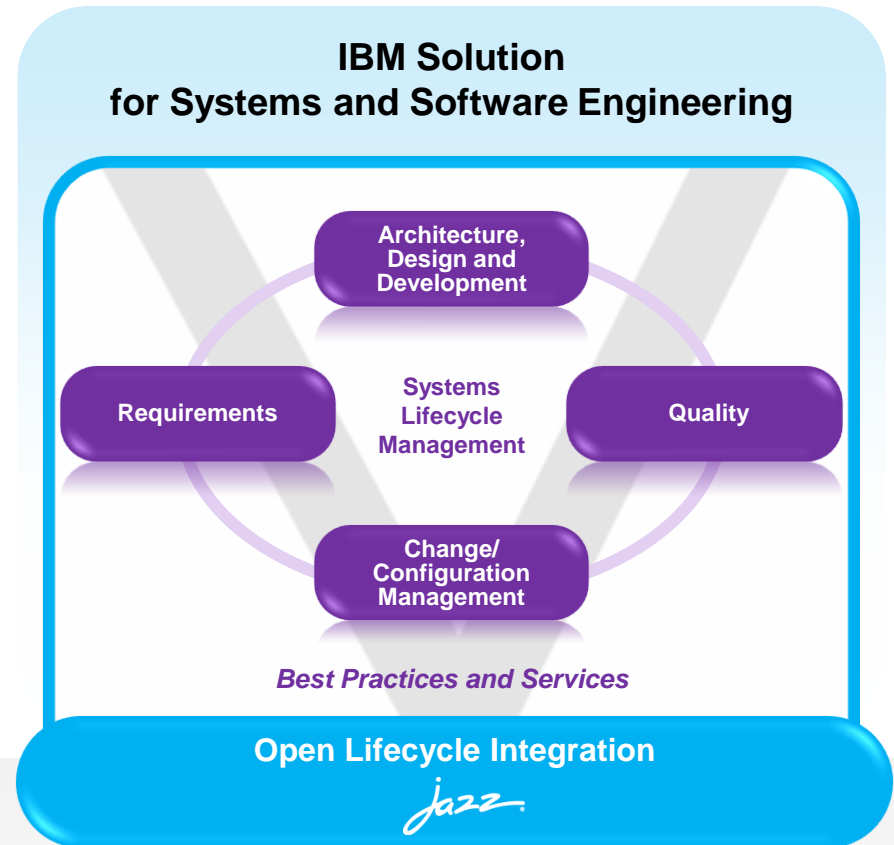 IBM Solution
for Systems and Software Engineering
Architecture,
Design and
Development
Requirements
Systems
Lifecycle
Management
Quality
Change/
Configuration
Management
Best Practices and Services
Open Lifecycle Integration
jazz